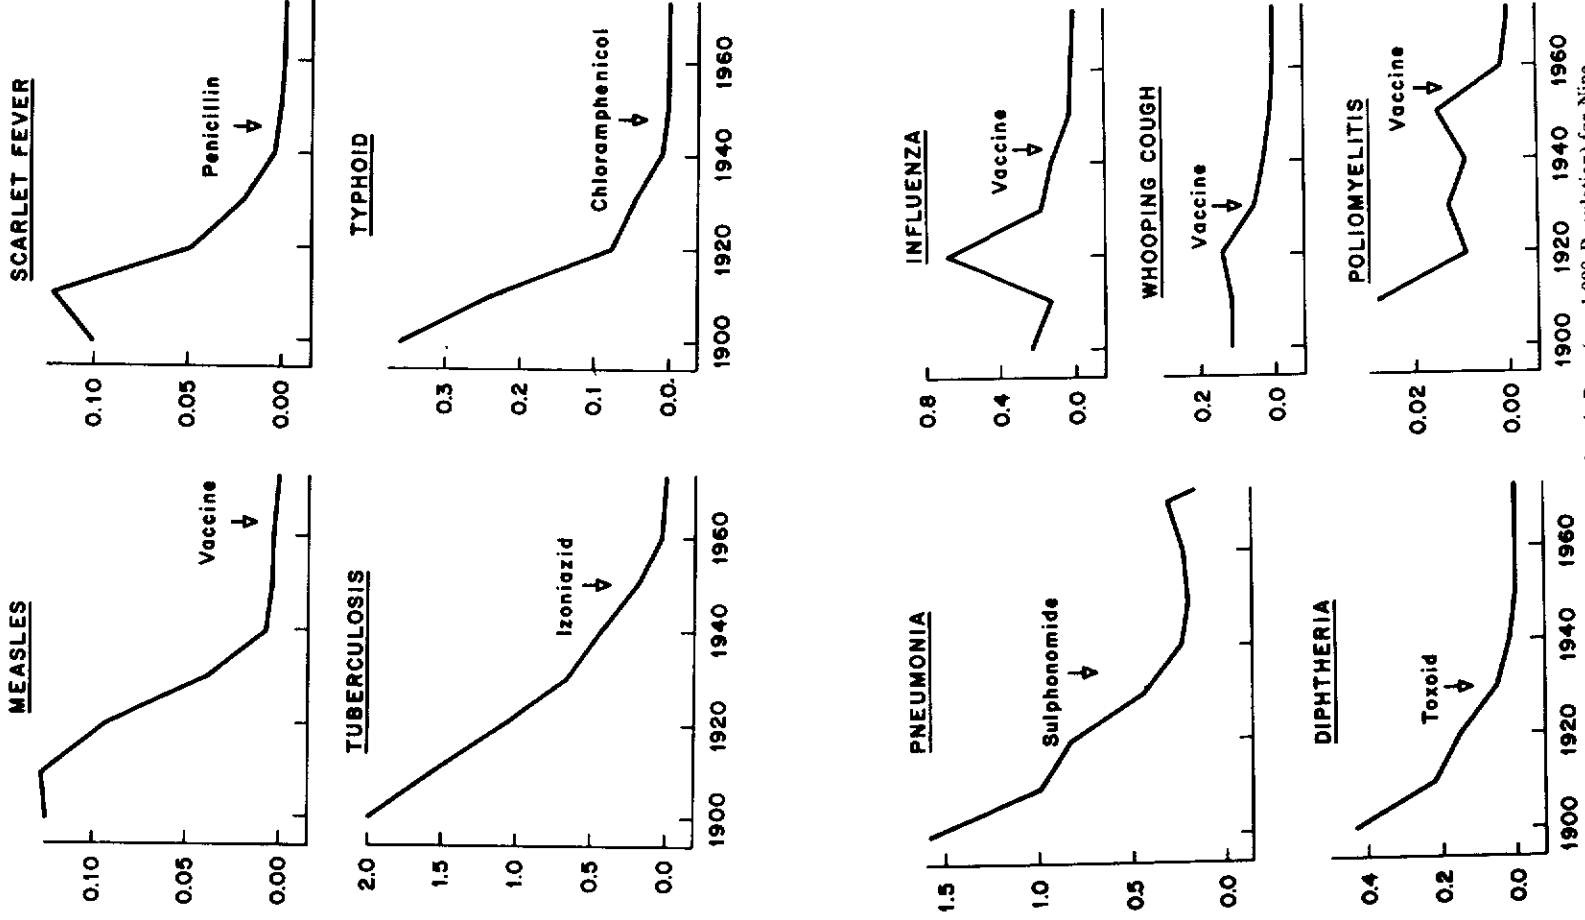 MEASLES
0.10
0.05
0.00
Vaccine
SCARLET FEVER
0.10
0.05
0.00
Penicillin
TUBERCULOSIS
2.0
1.5
1.0
0.5
0.0
Izoniazid
1900 1920 1940 1960
TYPHOID
0.3
0.2
0.1
0.0
Chloramphenicol
1900 1920 1940 1960
PNEUMONIA
1.5
1.0
0.5
0.0
Sulphonomide
INFLUENZA
0.8
0.4
0.0
Vaccine
WHOOPING COUGH
0.2
0.0
Vaccine
DIPHTHERIA
0.4
0.2
0.0
Toxoid
1900 1920 1940 1960
POLIOMYELITIS
0.02
0.00
Vaccine
1900 1920 1940 1960
for Nine